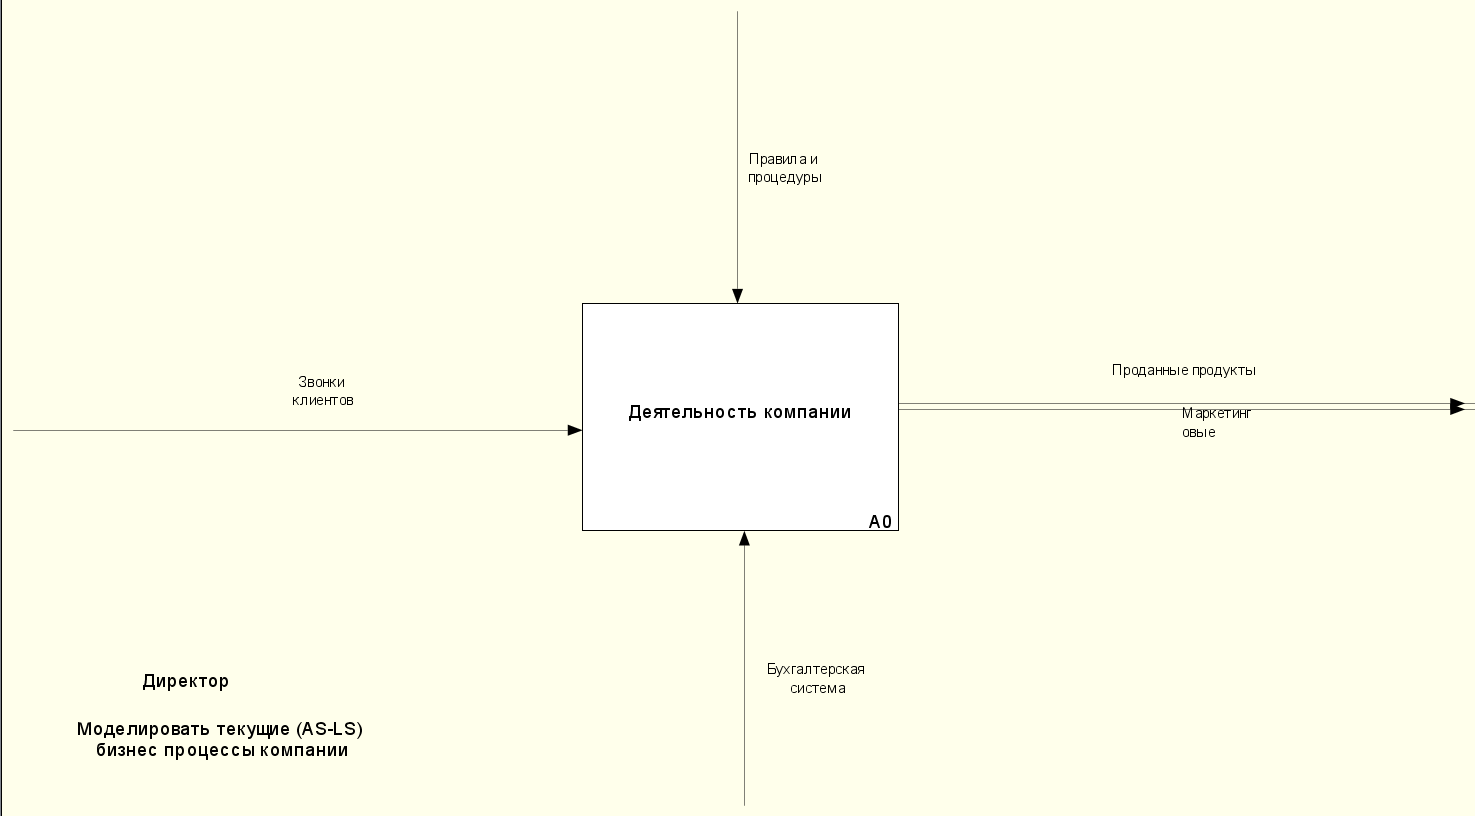 Правила и
процедуры
Звонки
клиентов
Проданные продукты
Деятельность компании
Маркетинг
овые
A0
Бухгалтерская
система
Директор
Моделировать текущие (AS-LS)
бизнес процессы компании